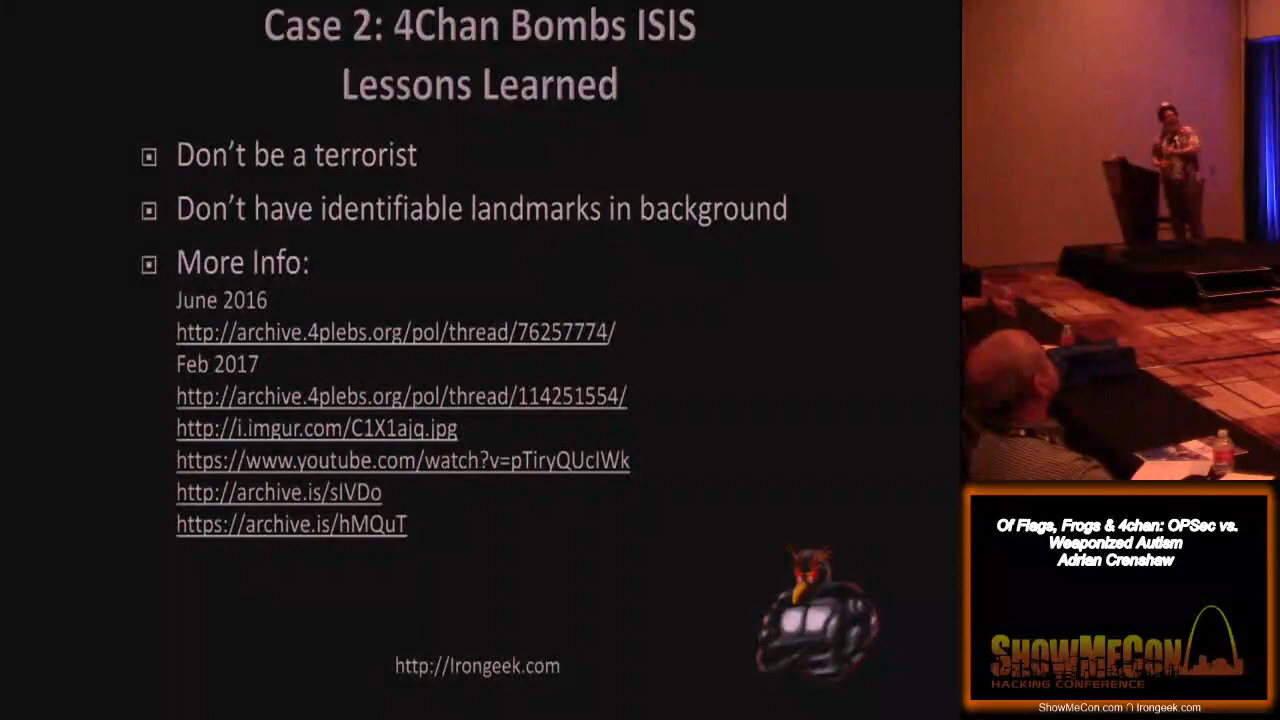 Case 2: 4Chan Bombs ISIS
Lessons Learned
Don't be a terrorist
Don't have identifiable landmarks in background
More Info:
June 2016
http://archive.4plebs.org/pol/thread/76257774/
Feb 2017
http://archive.4plebs.org/pol/thread/114251554/
http://i.imgur.com/C1X1ajq.jpg
https://www.youtube.com/watch?v=pTiryQUcIWk
http://archive.is/sIVDo
https://archive.is/hMQuT
http://Irongeek.com
Of Flags, Frogs & 4chan: OPSec vs.
Weaponized Autism
Adrian Crenshaw
SHOWMECON
HACKING CONFERENCE
ShowMeCon.com ∩ Irongeek.com